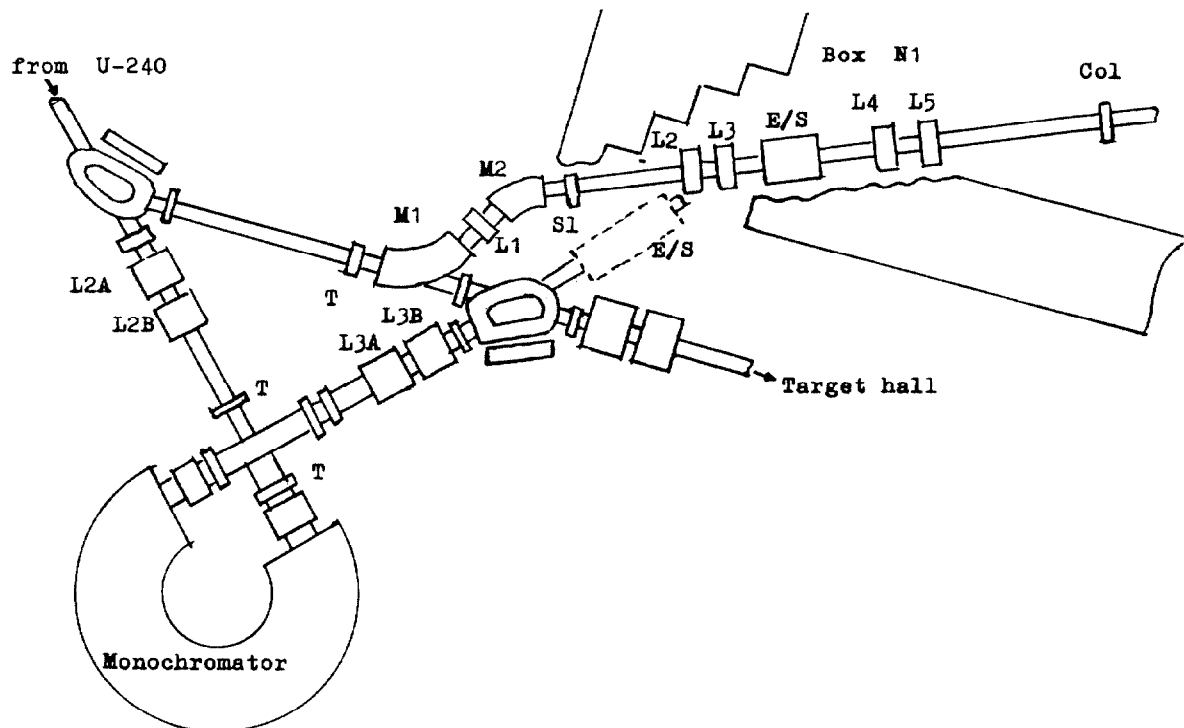 from U-240
Box N1
Col
L4 L5
E/S
L2 L3
M2
Sl
M1
L1
E/S
T
L2A
L2B
L3B
L3A
T
Target hall
T
Monochromator